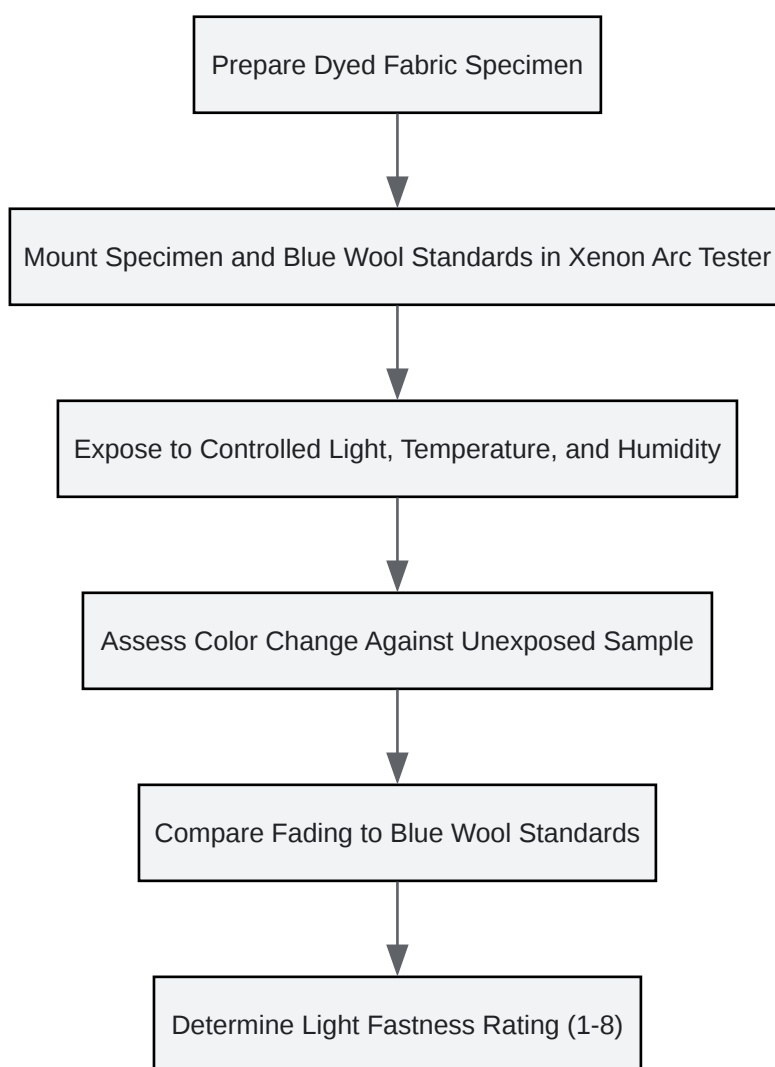 Prepare Dyed Fabric Specimen
Mount Specimen and Blue Wool Standards in Xenon Arc Tester
Expose to Controlled Light, Temperature, and Humidity
Assess Color Change Against Unexposed Sample
Compare Fading to Blue Wool Standards
Determine Light Fastness Rating (1-8)